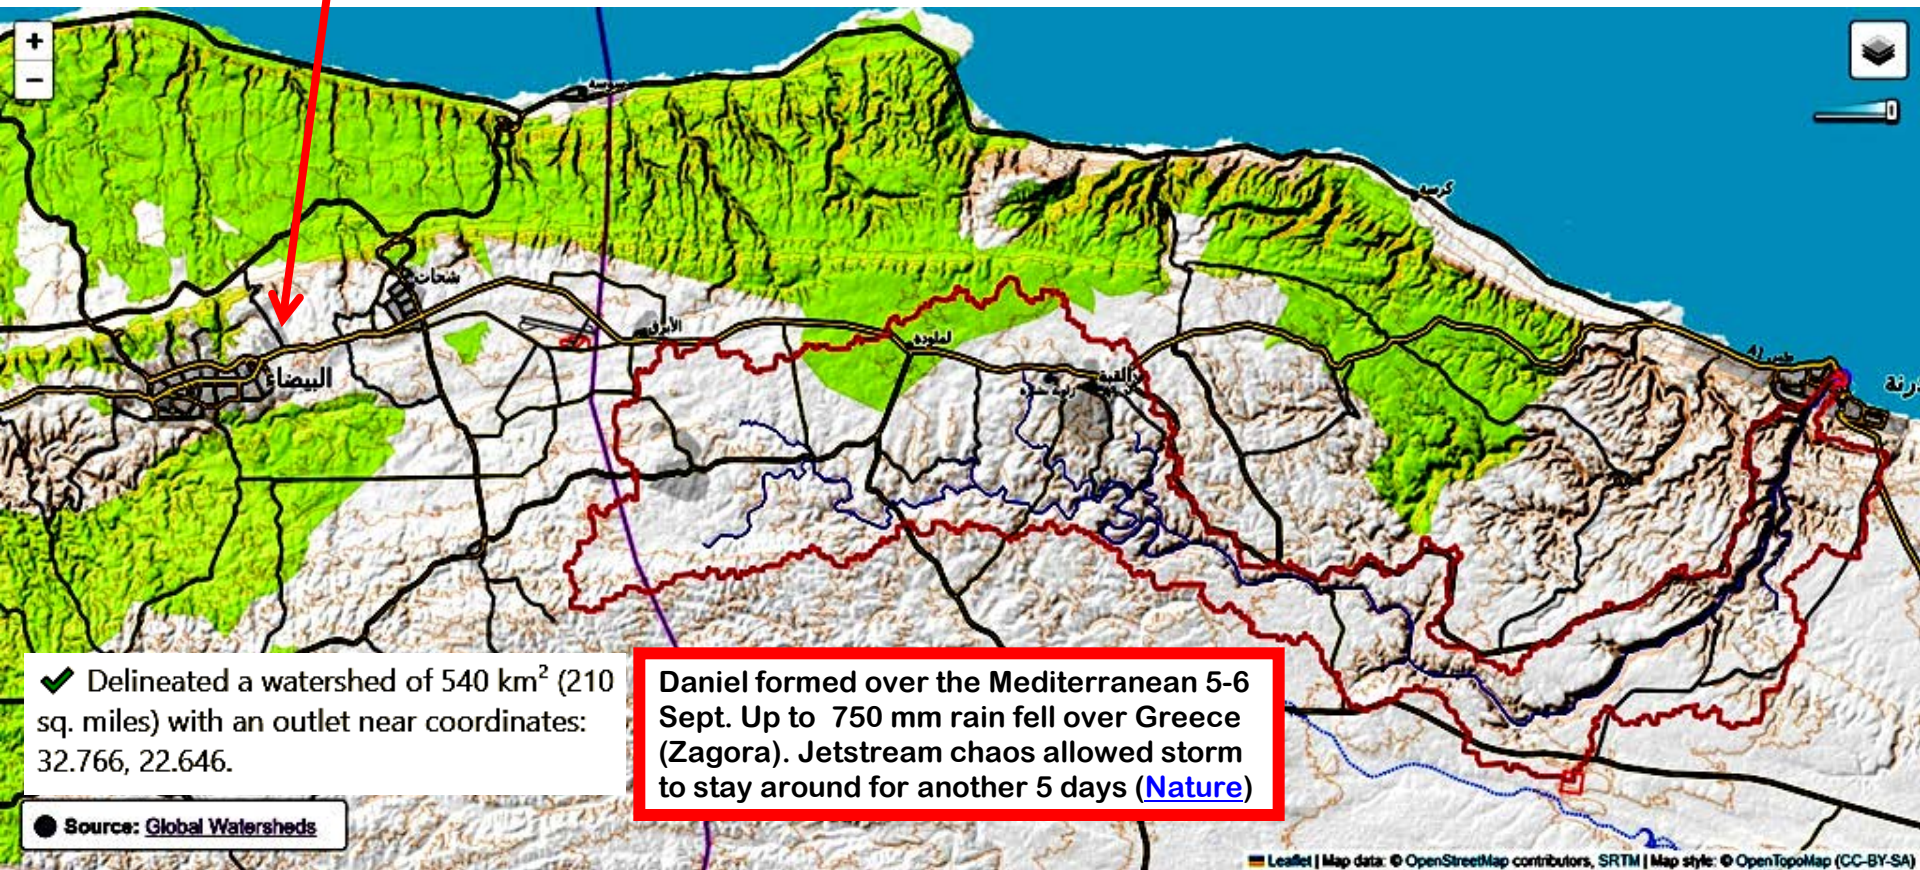 +
−
سوسة
كرسة
شحات
الأبرق
لملودة
القبة
البيضاء
درنة
✔ Delineated a watershed of 540 km² (210
sq. miles) with an outlet near coordinates:
32.766, 22.646.
Source: Global Watersheds
Daniel formed over the Mediterranean 5-6
Sept. Up to 750 mm rain fell over Greece
(Zagora). Jetstream chaos allowed storm
to stay around for another 5 days (Nature)
Leaflet | Map data: © OpenStreetMap contributors, SRTM | Map style: © OpenTopoMap (CC-BY-SA)